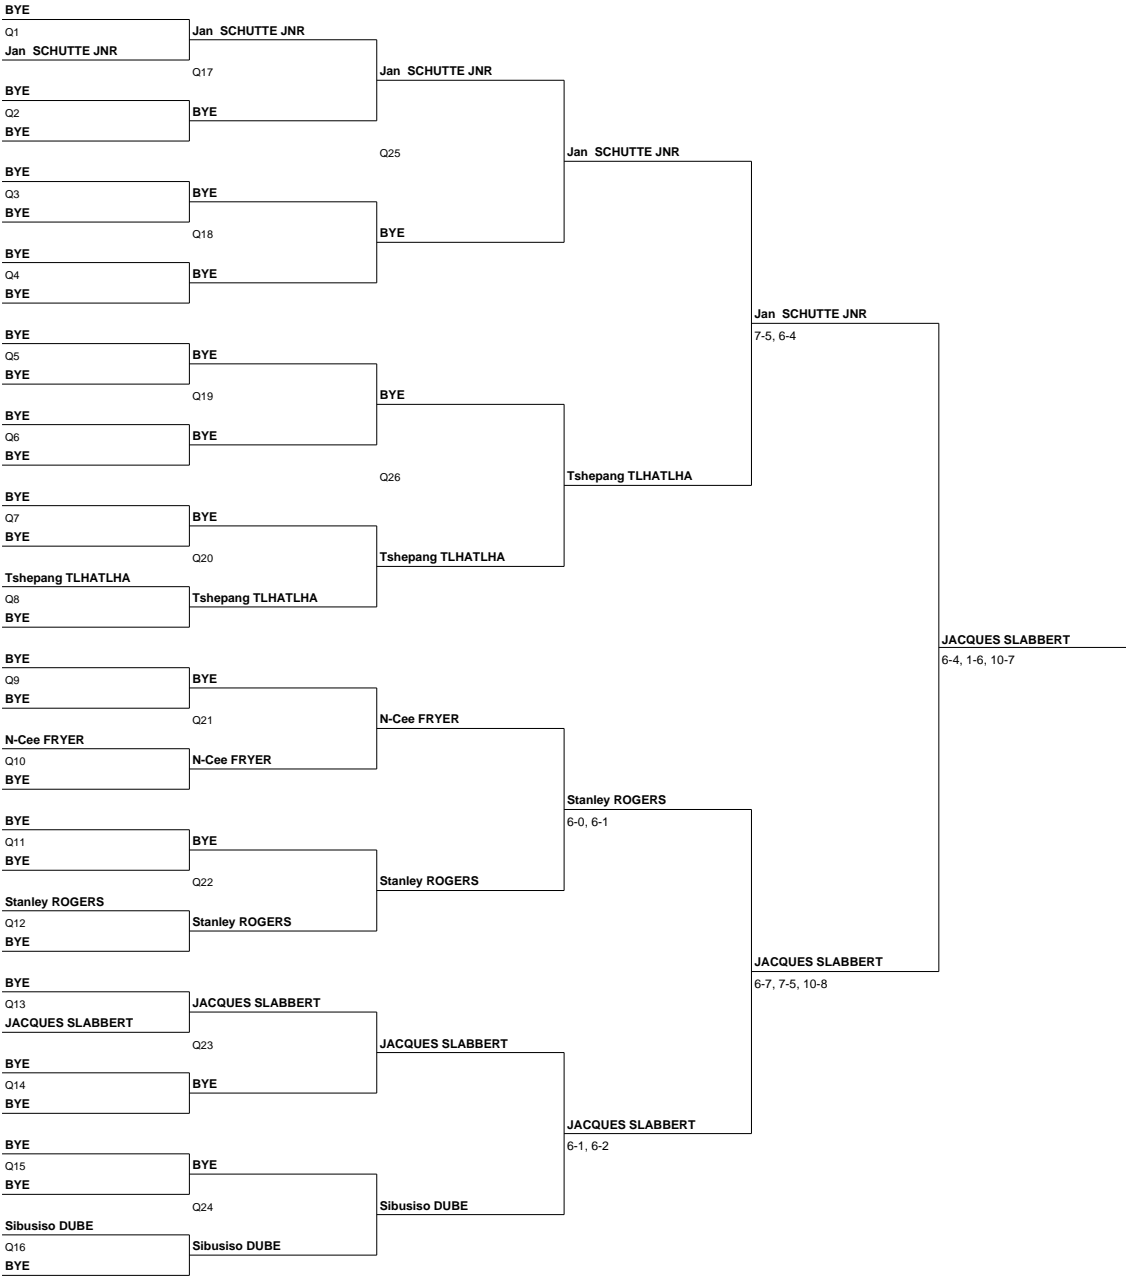 BYE
Q1
Jan SCHUTTE JNR
BYE
Q2
BYE
BYE
Q3
BYE
BYE
Q4
BYE
BYE
Q5
BYE
BYE
Q6
BYE
BYE
Q7
BYE
Tshepang TLHATLHA
Q8
BYE
BYE
Q9
BYE
N-Cee FRYER
Q10
BYE
BYE
Q11
BYE
Stanley ROGERS
Q12
BYE
BYE
Q13
JACQUES SLABBERT
BYE
Q14
BYE
BYE
Q15
BYE
Sibusiso DUBE
Q16
BYE
Jan SCHUTTE JNR
Q17
BYE
BYE
Q18
BYE
BYE
Q19
BYE
BYE
Q20
Tshepang TLHATLHA
BYE
Q21
N-Cee FRYER
BYE
Q22
Stanley ROGERS
JACQUES SLABBERT
Q23
BYE
BYE
Q24
Sibusiso DUBE
Jan SCHUTTE JNR
Q25
BYE
BYE
Q26
Tshepang TLHATLHA
N-Cee FRYER
Stanley ROGERS
JACQUES SLABBERT
Sibusiso DUBE
Jan SCHUTTE JNR
Tshepang TLHATLHA
Stanley ROGERS
6-0, 6-1
JACQUES SLABBERT
6-1, 6-2
Jan SCHUTTE JNR
7-5, 6-4
JACQUES SLABBERT
6-7, 7-5, 10-8
JACQUES SLABBERT
6-4, 1-6, 10-7